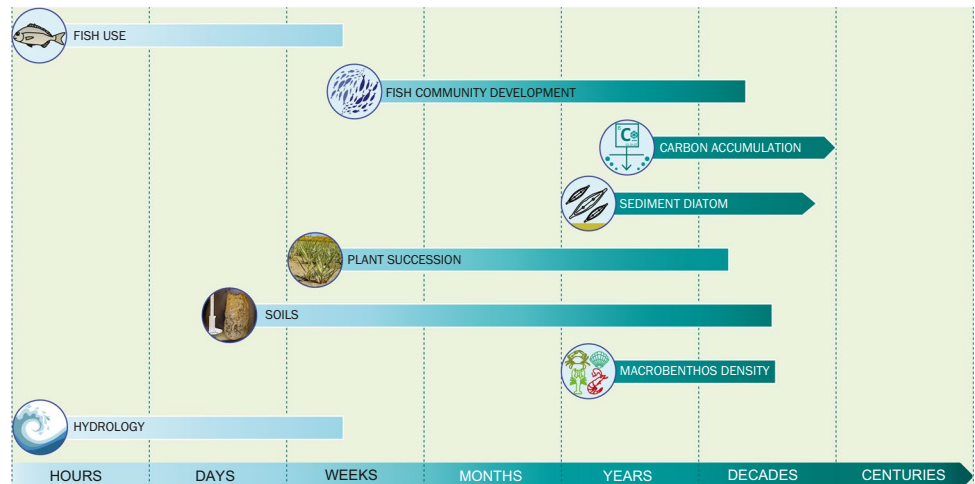 FISH USE
FISH COMMUNITY DEVELOPMENT
C
CARBON ACCUMULATION
SEDIMENT DIATOM
PLANT SUCCESSION
SOILS
MACROBENTHOS DENSITY
HYDROLOGY
HOURS DAYS WEEKS MONTHS YEARS DECADES CENTURIES